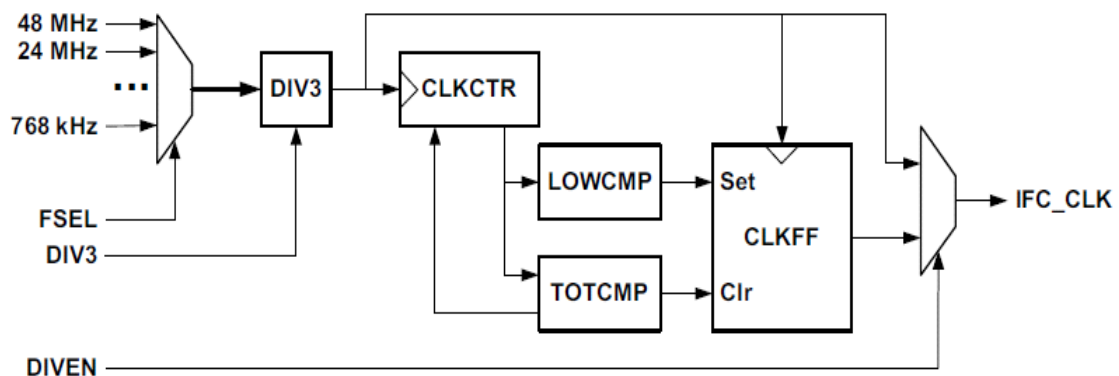 48 MHz
24 MHz
...
768 kHz
FSEL
DIV3
DIVEN
DIV3
CLKCTR
LOWCMP
TOTCMP
Set
CLKFF
Clr
IFC_CLK